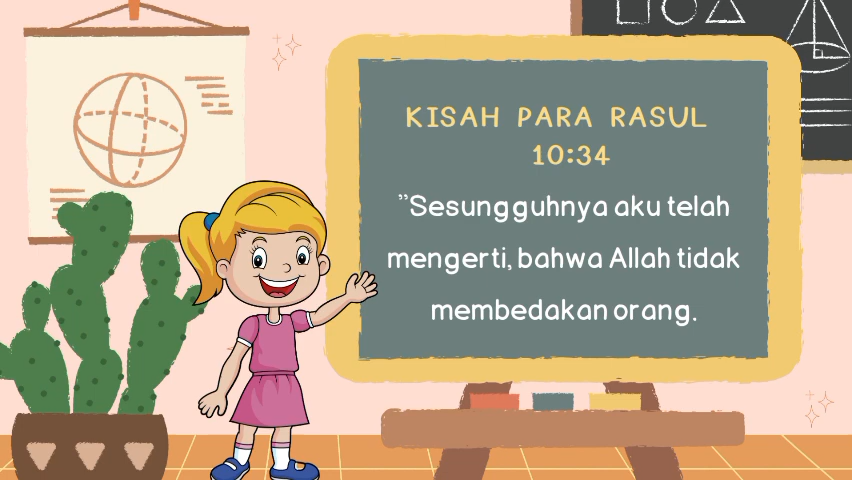 KISAH PARA RASUL
10:34
"Sesungguhnya aku telah
mengerti, bahwa Allah tidak
membedakan orang.